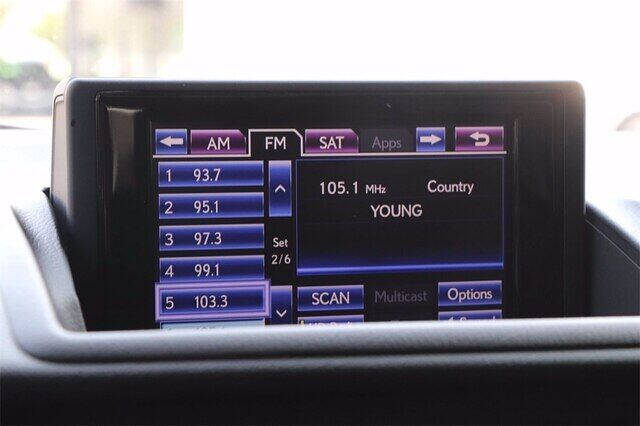 AM FM SAT Apps
1 93.7
2 95.1
3 97.3
4 99.1
5 103.3
Set
2/6
105.1 MHz Country
YOUNG
SCAN Multicast Options